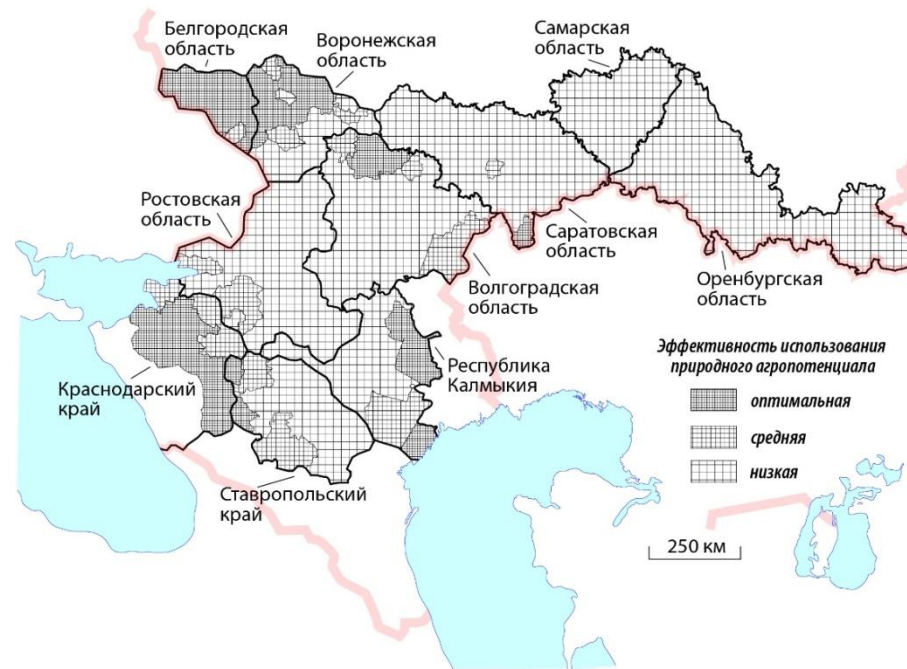 Белгородская
область
Воронежская
область
Самарская
область
Ростовская
область
Саратовская
область
Волгоградская
область
Оренбургская
область
Республика
Калмыкия
Краснодарский
край
Ставропольский
край
Эффективность использования
природного агропотенциала
оптимальная
средняя
низкая
250 км